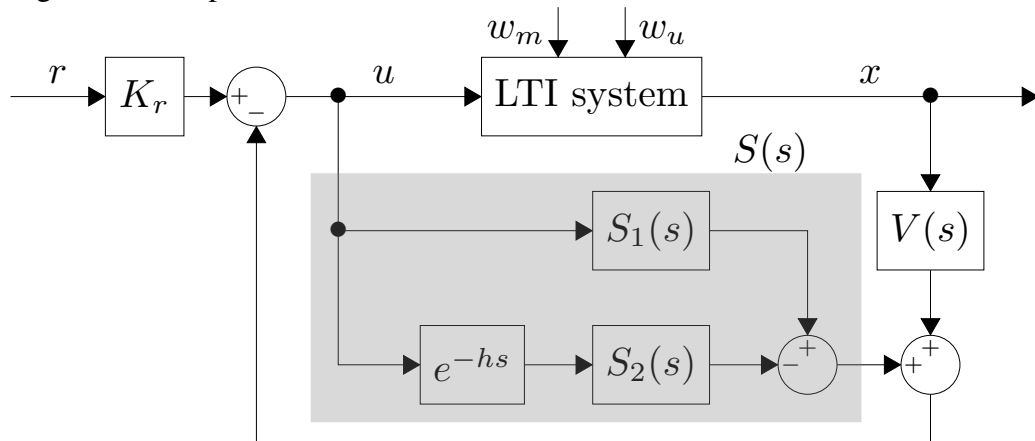 w_m w_u
r K_r + − u LTI system x
S(s)
S_1(s) V(s)
e^{-hs} S_2(s) − + + +